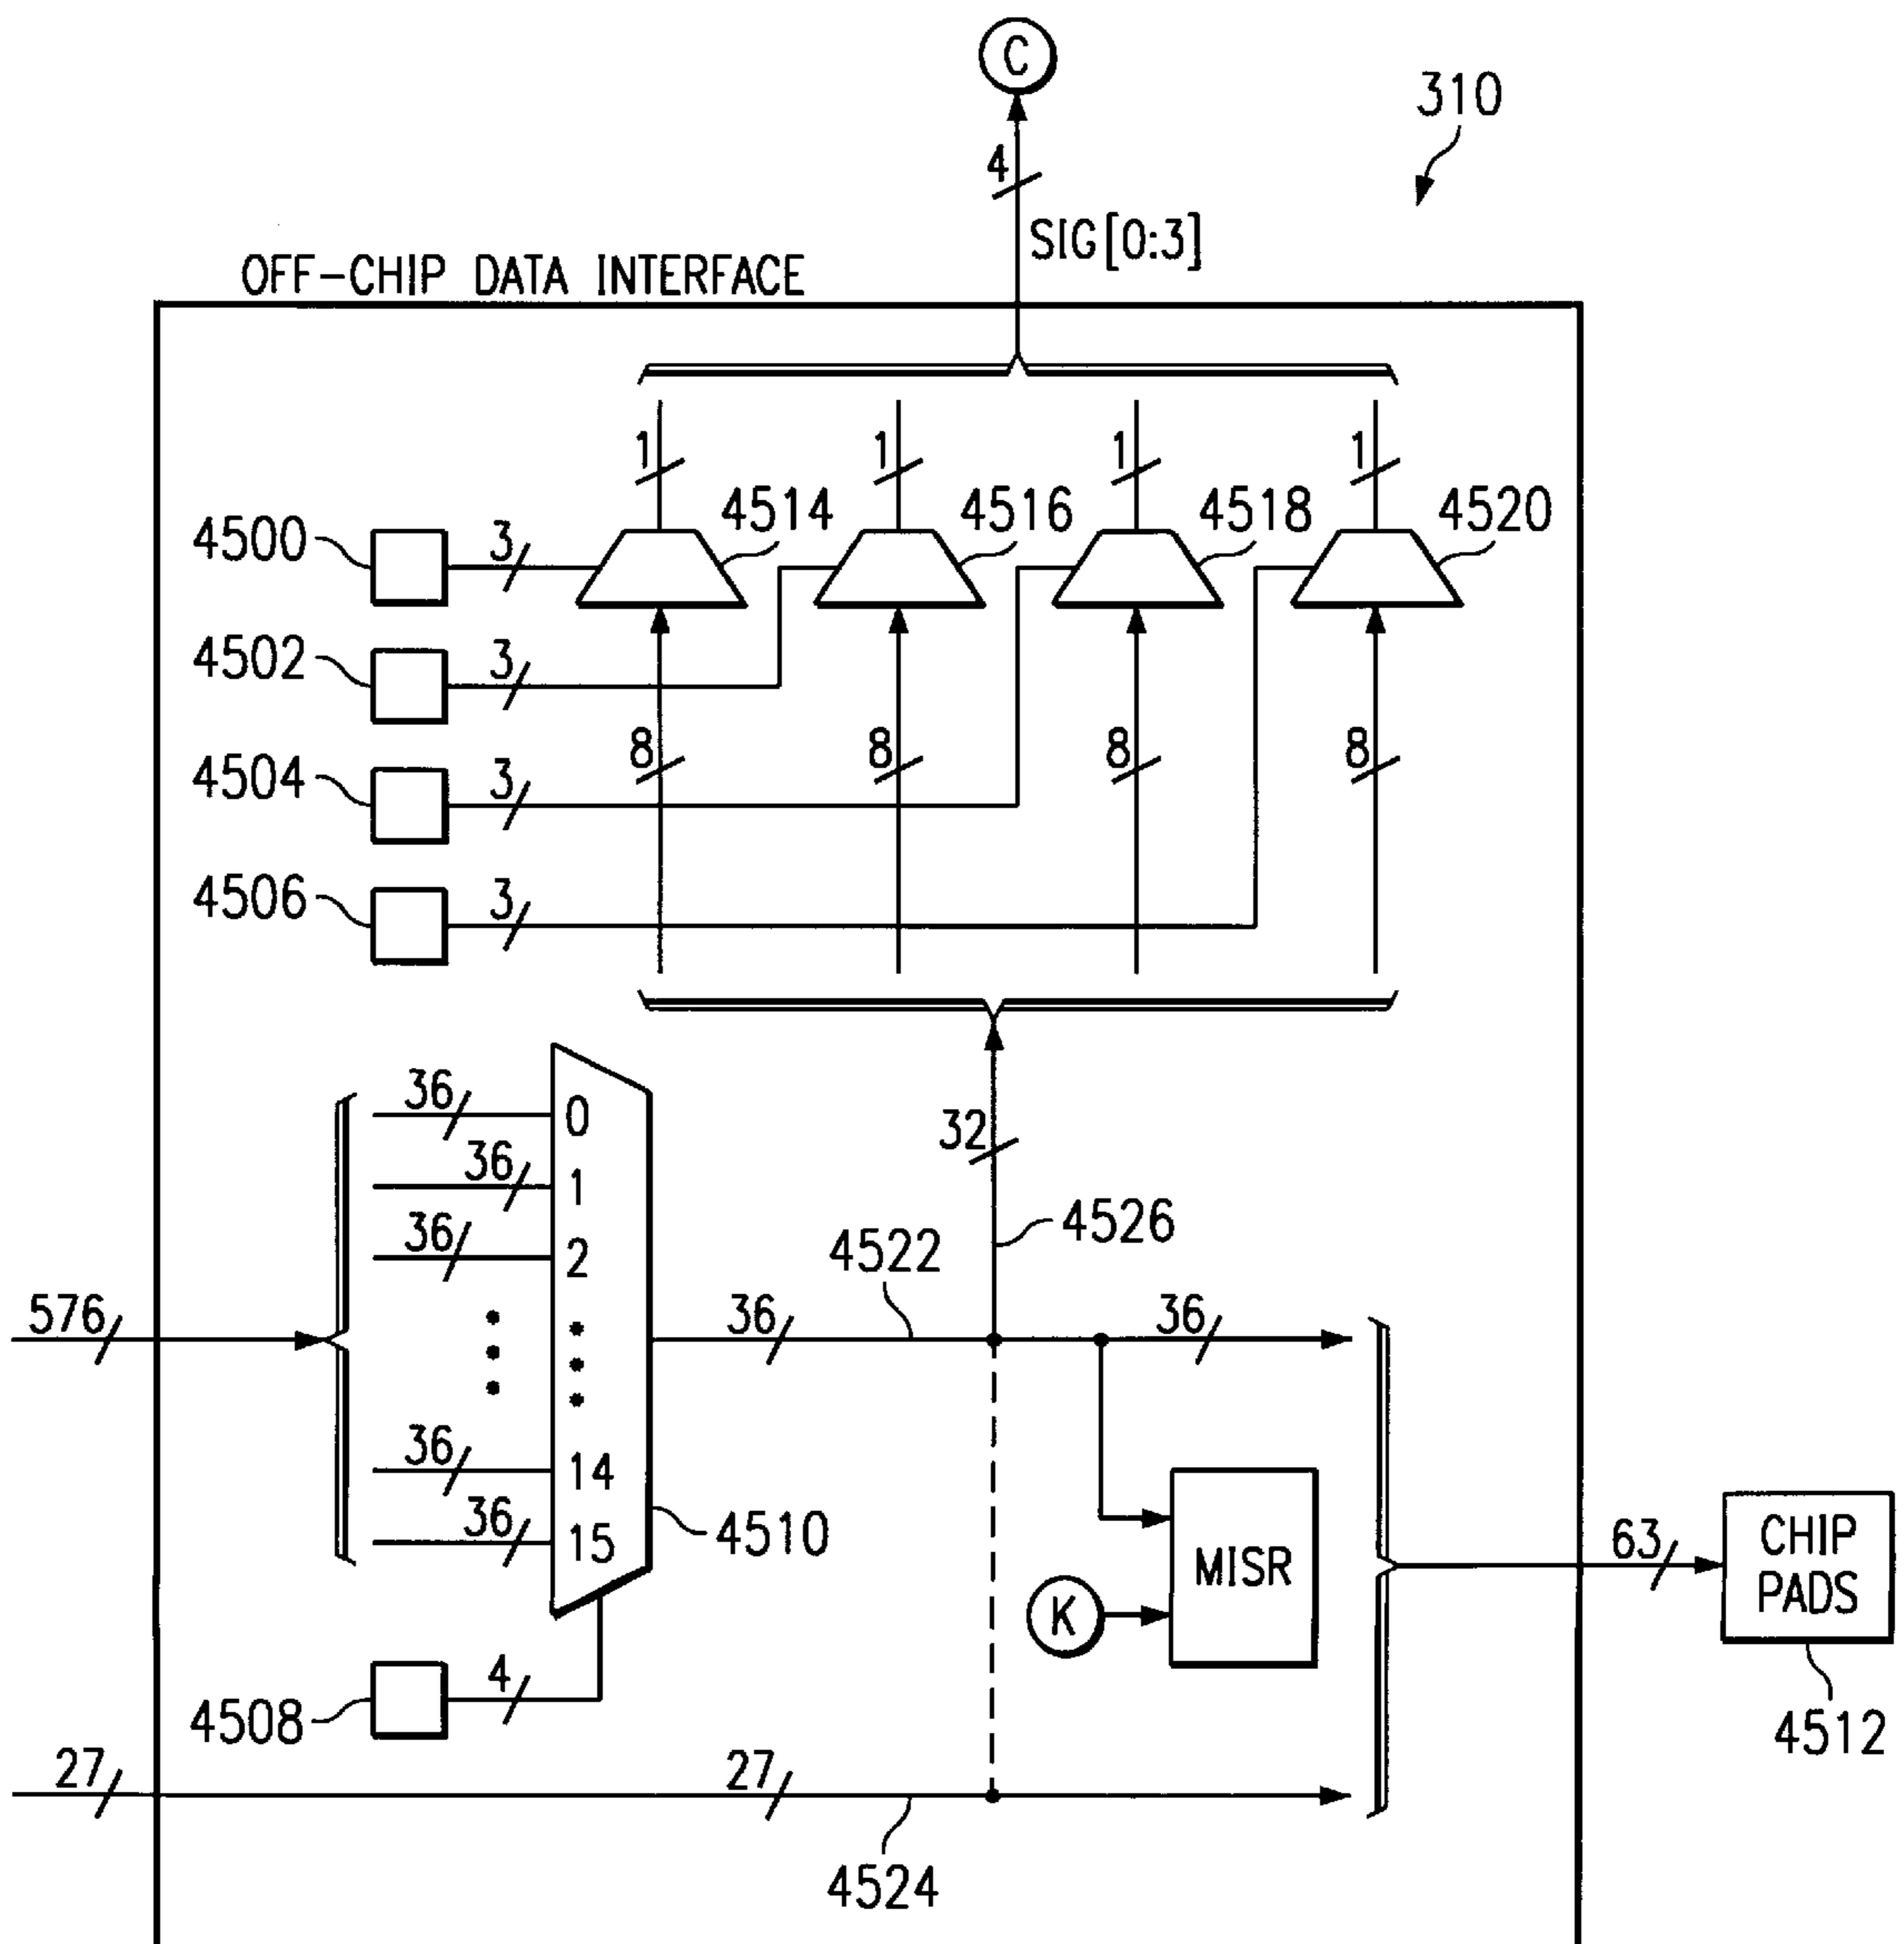 C
310
4
SIG[0:3]
OFF-CHIP DATA INTERFACE
1 1 1 1
4514 4516 4518 4520
4500 3
4502 3
8 8 8 8
4504 3
4506 3
36 0
32
36 1
4526
36 2
4522
576 36 36
36 14
36 15
4510
MISR
63
CHIP
PADS
K
4508 4
4512
27 27
4524